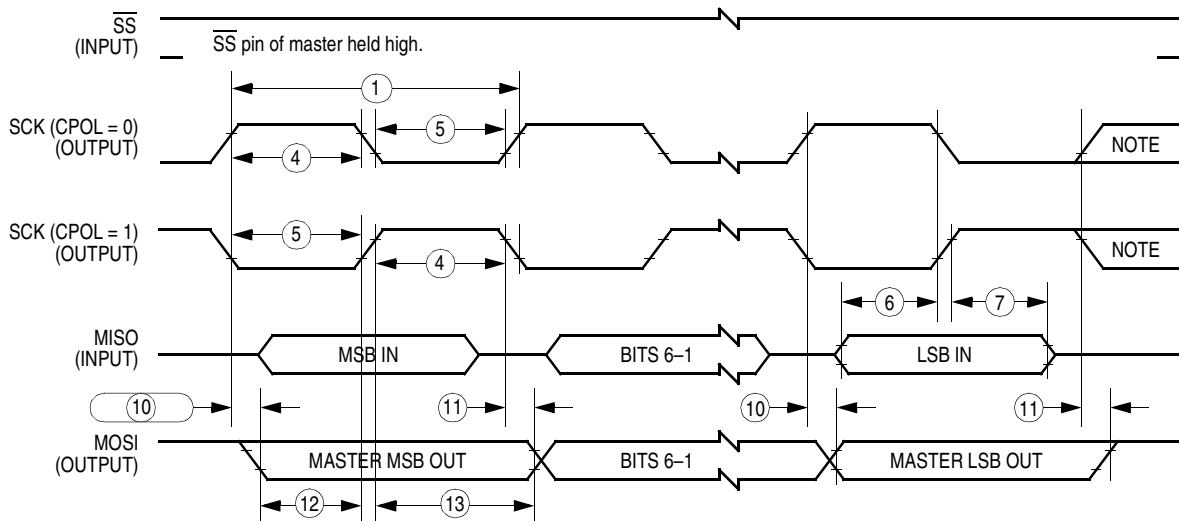 SS
(INPUT)
SS pin of master held high.
1
SCK (CPOL = 0)
(OUTPUT)
5
4
NOTE
SCK (CPOL = 1)
(OUTPUT)
5
4
NOTE
6
7
MISO
(INPUT)
MSB IN
BITS 6–1
LSB IN
10
11
10
11
MOSI
(OUTPUT)
MASTER MSB OUT
BITS 6–1
MASTER LSB OUT
12
13